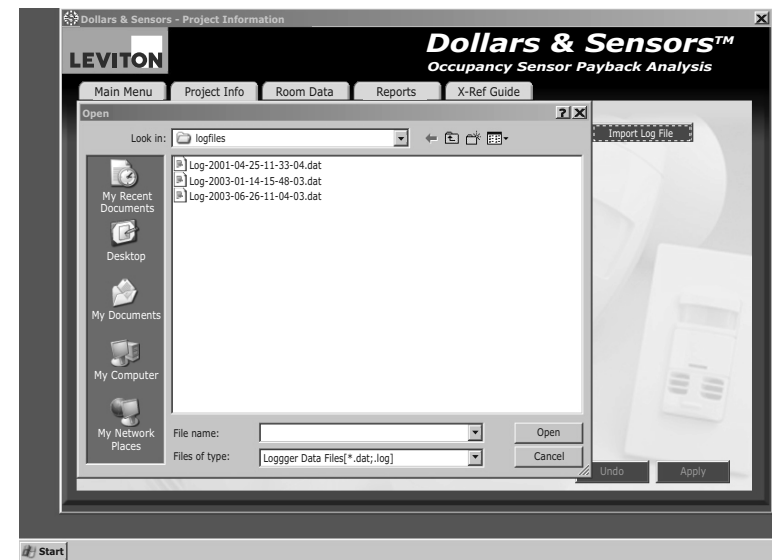 Dollars & Sensors - Project Information
LEVITON
Dollars & Sensors™
Occupancy Sensor Payback Analysis
Main Menu
Project Info
Room Data
Reports
X-Ref Guide
Open
Look in:
logfiles
Import Log File
Log-2001-04-25-11-33-04.dat
Log-2003-01-14-15-48-03.dat
Log-2003-06-26-11-04-03.dat
My Recent
Documents
Desktop
My Documents
My Computer
My Network
Places
File name:
Open
Files of type:
Loggger Data Files[*.dat;.log]
Cancel
Undo
Apply
Start